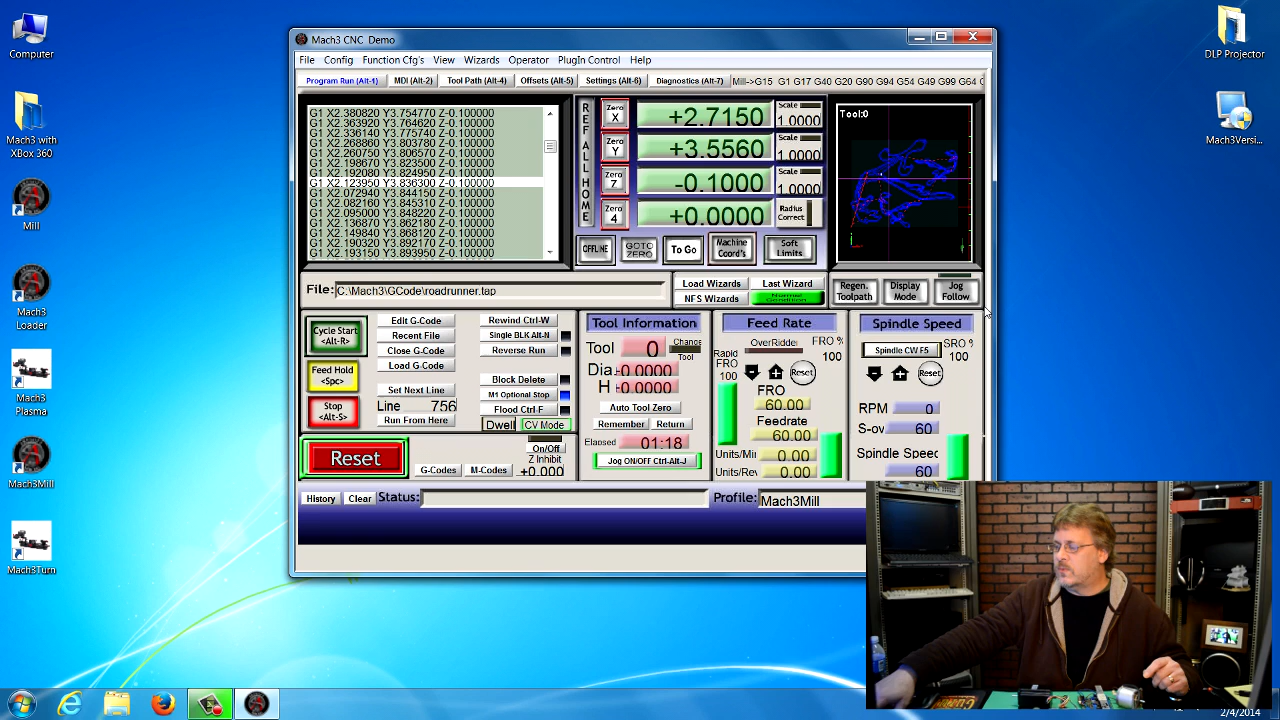 Computer
Mach3 with
XBox 360
Mill
Mach3
Loader
Mach3
Plasma
Mach3Mill
Mach3Turn
DLP Projector
Mach3Versi...
Mach3 CNC Demo
File Config Function Cfg's View Wizards Operator PlugIn Control Help
Program Run (Alt-1) MDI (Alt-2) Tool Path (Alt-4) Offsets (Alt-5) Settings (Alt-6) Diagnostics (Alt-7) Mill->G15 G1 G17 G40 G20 G90 G94 G54 G49 G99 G64
G1 X2.380820 Y3.754770 Z-0.100000
G1 X2.363920 Y3.764620 Z-0.100000
G1 X2.336140 Y3.775740 Z-0.100000
G1 X2.268860 Y3.803780 Z-0.100000
G1 X2.200750 Y3.823150 Z-0.100000
G1 X2.198670 Y3.823500 Z-0.100000
G1 X2.192080 Y3.824950 Z-0.100000
G1 X2.123950 Y3.836300 Z-0.100000
G1 X2.072940 Y3.844150 Z-0.100000
G1 X2.082160 Y3.845310 Z-0.100000
G1 X2.095000 Y3.848220 Z-0.100000
G1 X2.136870 Y3.862180 Z-0.100000
G1 X2.149840 Y3.868120 Z-0.100000
G1 X2.190320 Y3.892170 Z-0.100000
G1 X2.193150 Y3.893950 Z-0.100000
REF ALL HOME
Zero X +2.7150 Scale 1.0000
Zero Y +3.5560 Scale 1.0000
Zero Z -0.1000 Scale 1.0000
Zero 4 +0.0000 Radius Correct
OFFLINE GOTO ZERO To Go Machine Coord's Soft Limits
Tool:0
File: C:\Mach3\GCode\roadrunner.tap
Load Wizards Last Wizard
NFS Wizards Normal Condition
Regen. Toolpath Display Mode Jog Follow
Cycle Start <Alt-R>
Feed Hold <Spc>
Stop <Alt-S>
Edit G-Code
Recent File
Close G-Code
Load G-Code
Set Next Line
Line 756
Run From Here
Rewind Ctrl-W
Single BLK Alt-N
Reverse Run
Block Delete
M1 Optional Stop
Flood Ctrl-F
Dwell CV Mode
Reset
G-Codes M-Codes
On/Off
Z Inhibit
+0.000
Tool Information
Tool 0 Change Tool
Dia. +0.0000
H +0.0000
Auto Tool Zero
Remember Return
Elapsed 01:18
Jog ON/OFF Ctrl-Alt-J
Feed Rate
OverRidden FRO %
100
Rapid FRO
100
Reset
FRO
60.00
Feedrate
60.00
Units/Min 0.00
Units/Rev 0.00
Spindle Speed
Spindle CW F5 SRO %
100
Reset
RPM 0
S-ov 60
Spindle Speed
60
History Clear Status: Profile: Mach3Mill
2/4/2014